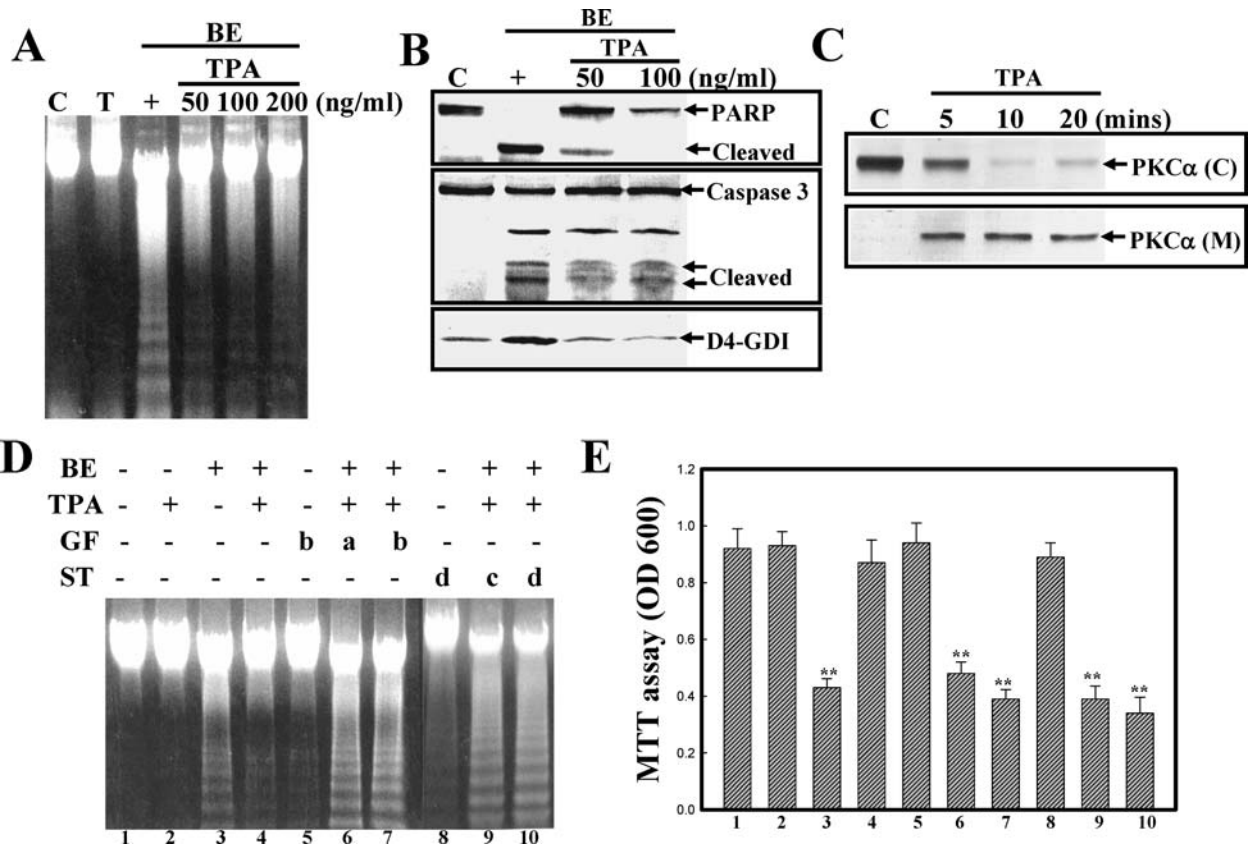 A
BE
TPA
C T + 50 100 200 (ng/ml)
B
BE
TPA
C + 50 100 (ng/ml)
PARP
Cleaved
Caspase 3
Cleaved
D4-GDI
C
TPA
C 5 10 20 (mins)
PKCα (C)
PKCα (M)
D
BE - - + + - + + - + +
TPA - + - + - + + - + +
GF - - - - b a b - - -
ST - - - - - - - d c d
1 2 3 4 5 6 7 8 9 10
E
MTT assay (OD 600)
1.2
1.0
0.8
0.6
0.4
0.2
0.0
** ** ** ** **
1 2 3 4 5 6 7 8 9 10